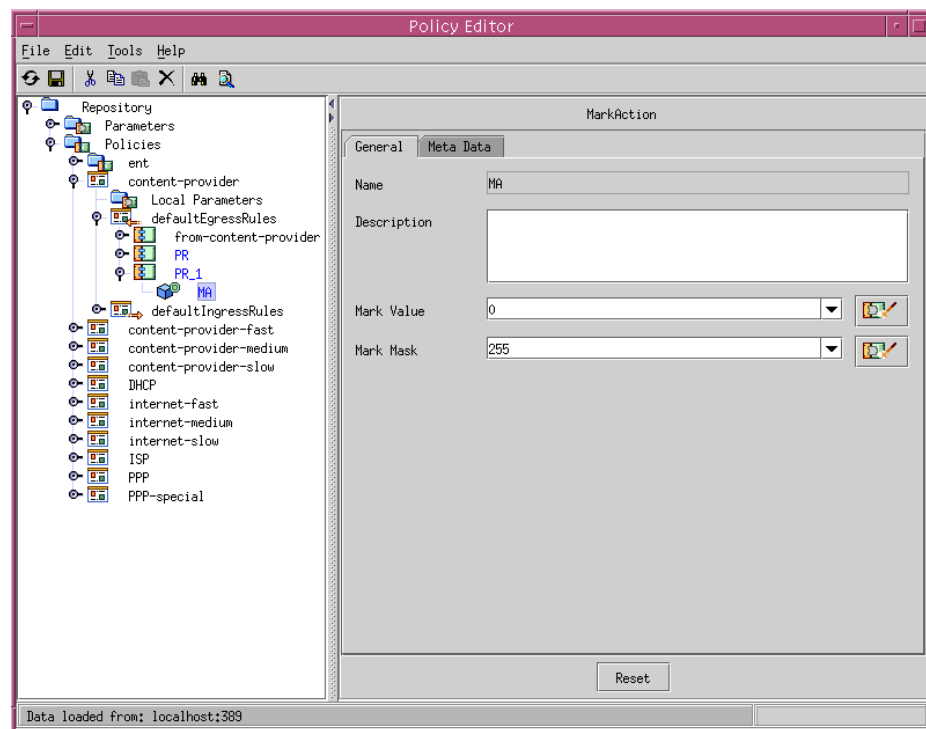 Policy Editor
File Edit Tools Help
Repository
Parameters
Policies
ent
content-provider
Local Parameters
defaultEgressRules
from-content-provider
PR
PR_1
MA
defaultIngressRules
content-provider-fast
content-provider-medium
content-provider-slow
DHCP
internet-fast
internet-medium
internet-slow
ISP
PPP
PPP-special
MarkAction
General Meta Data
Name MA
Description
Mark Value 0
Mark Mask 255
Reset
Data loaded from: localhost:389